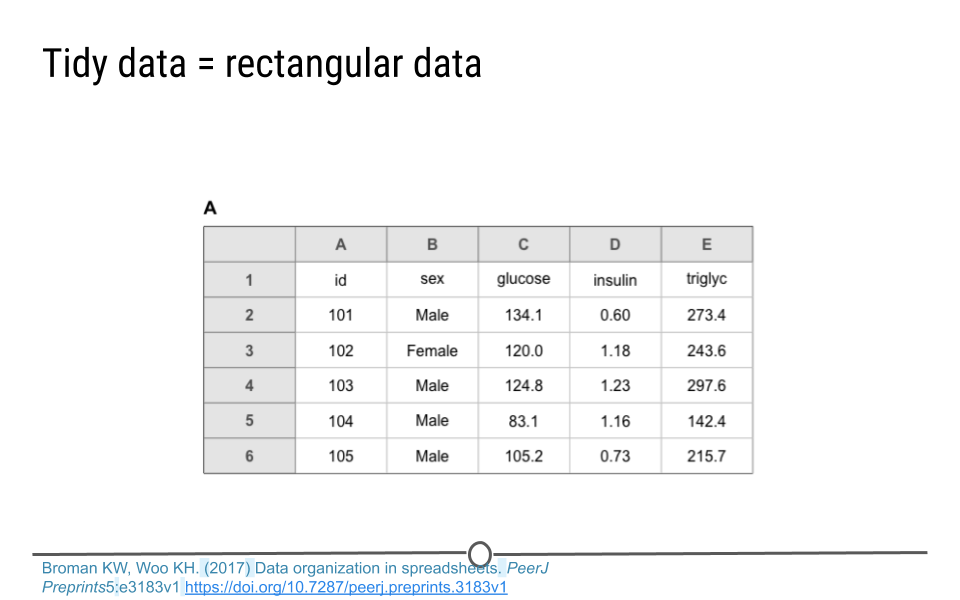 Tidy data = rectangular data
A
A B C D E
1 id sex glucose insulin triglyc
2 101 Male 134.1 0.60 273.4
3 102 Female 120.0 1.18 243.6
4 103 Male 124.8 1.23 297.6
5 104 Male 83.1 1.16 142.4
6 105 Male 105.2 0.73 215.7
Broman KW, Woo KH. (2017) Data organization in spreadsheets. PeerJ
Preprints5:e3183v1 https://doi.org/10.7287/peerj.preprints.3183v1